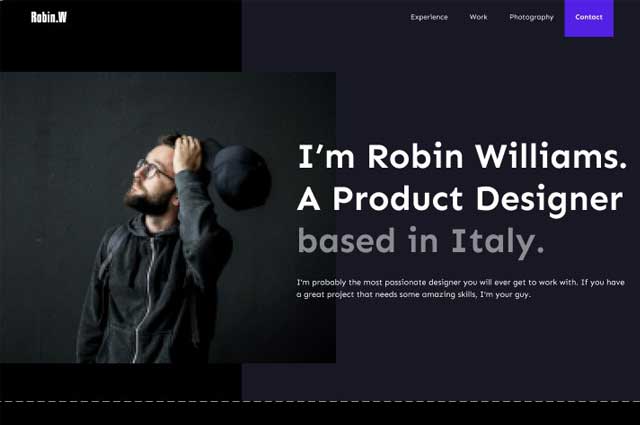 Robin.W
Experience Work Photography Contact
I’m Robin Williams.
A Product Designer
based in Italy.
I'm probably the most passionate designer you will ever get to work with. If you have
a great project that needs some amazing skills, I'm your guy.